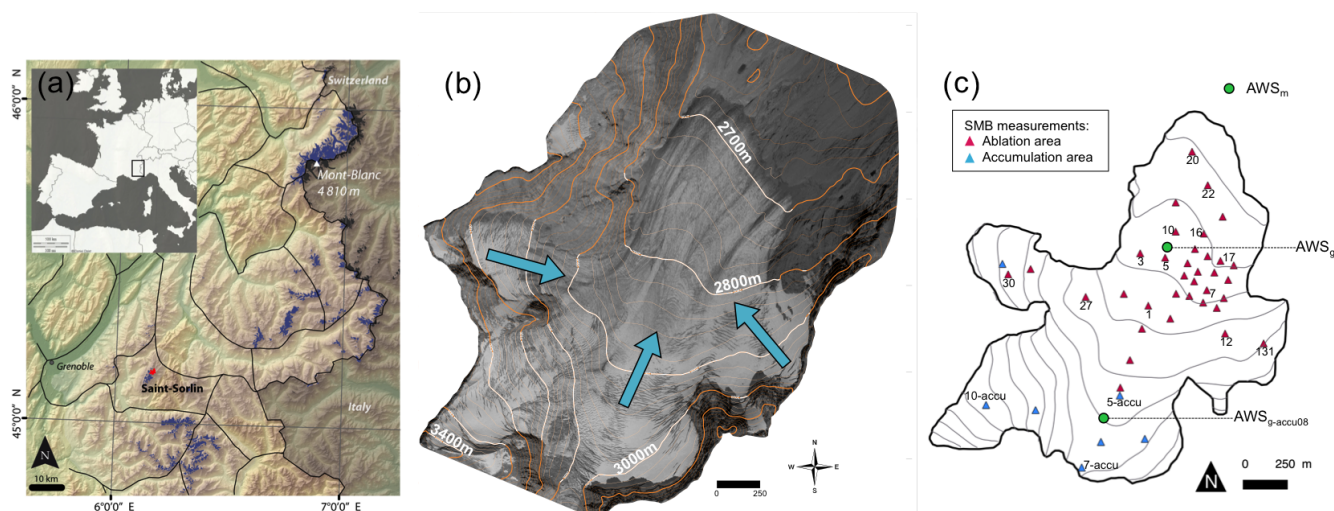 (a)
Switzerland
46°0'0" N
Mont-Blanc
4 810 m
Grenoble
Saint-Sorlin
Italy
45°0'0" N
N
10 km
6°0'0" E
7°0'0" E
(b)
2700m
2800m
3400m
3000m
N
W E
S
0 250
(c)
AWSm
SMB measurements:
Ablation area
Accumulation area
20
22
10
16
AWSg
3
5
17
30
7
27
1
12
131
10-accu
5-accu
AWSg-accu08
7-accu
N
0 250 m